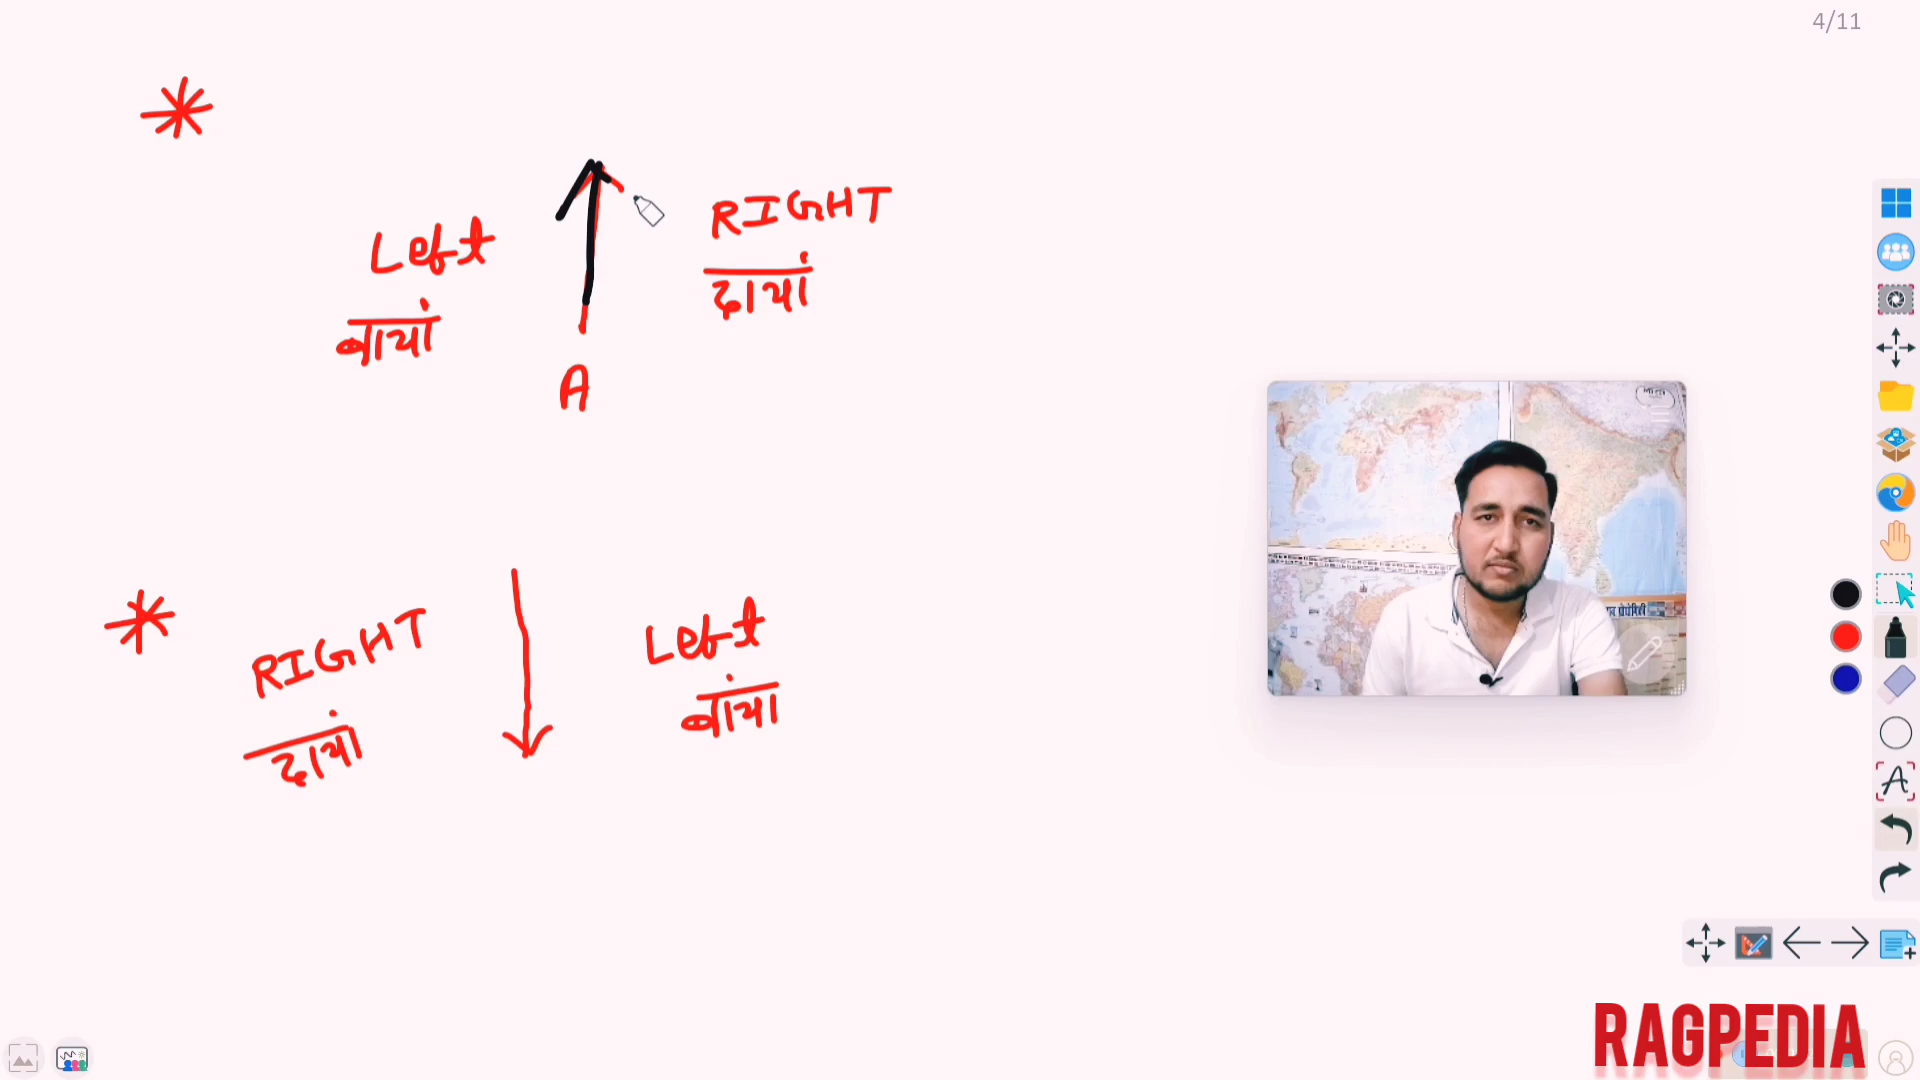 4/11
*
Left
RIGHT
बायां
दायां
A
*
RIGHT
Left
दायां
बांया
RAGPEDIA